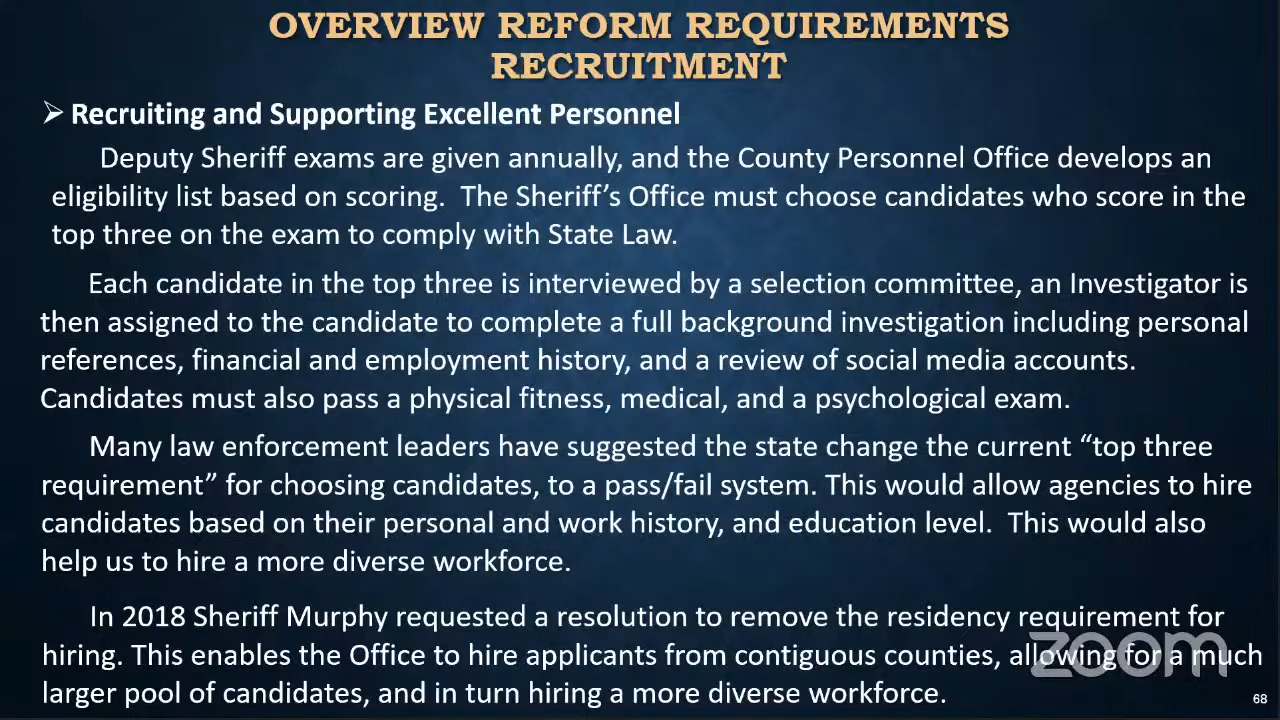 OVERVIEW REFORM REQUIREMENTS
RECRUITMENT
Recruiting and Supporting Excellent Personnel
Deputy Sheriff exams are given annually, and the County Personnel Office develops an
eligibility list based on scoring.  The Sheriff's Office must choose candidates who score in the
top three on the exam to comply with State Law.
Each candidate in the top three is interviewed by a selection committee, an Investigator is
then assigned to the candidate to complete a full background investigation including personal
references, financial and employment history, and a review of social media accounts.
Candidates must also pass a physical fitness, medical, and a psychological exam.
Many law enforcement leaders have suggested the state change the current “top three
requirement” for choosing candidates, to a pass/fail system. This would allow agencies to hire
candidates based on their personal and work history, and education level.  This would also
help us to hire a more diverse workforce.
In 2018 Sheriff Murphy requested a resolution to remove the residency requirement for
hiring. This enables the Office to hire applicants from contiguous counties, allowing for a much
larger pool of candidates, and in turn hiring a more diverse workforce.
zoom
68